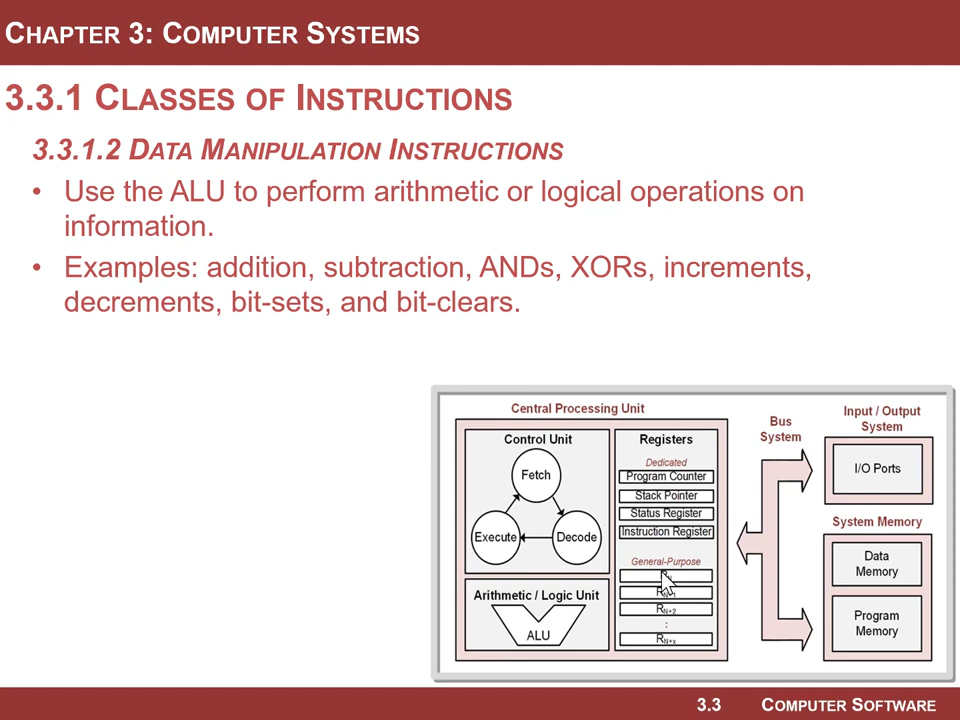 CHAPTER 3: COMPUTER SYSTEMS
3.3.1 CLASSES OF INSTRUCTIONS
3.3.1.2 DATA MANIPULATION INSTRUCTIONS
• Use the ALU to perform arithmetic or logical operations on
information.
• Examples: addition, subtraction, ANDs, XORs, increments,
decrements, bit-sets, and bit-clears.
Central Processing Unit
Control Unit
Fetch
Execute
Decode
Arithmetic / Logic Unit
ALU
Registers
Dedicated
Program Counter
Stack Pointer
Status Register
Instruction Register
General-Purpose
RN+2
:
RN+x
Bus
System
Input / Output
System
I/O Ports
System Memory
Data
Memory
Program
Memory
3.3 COMPUTER SOFTWARE